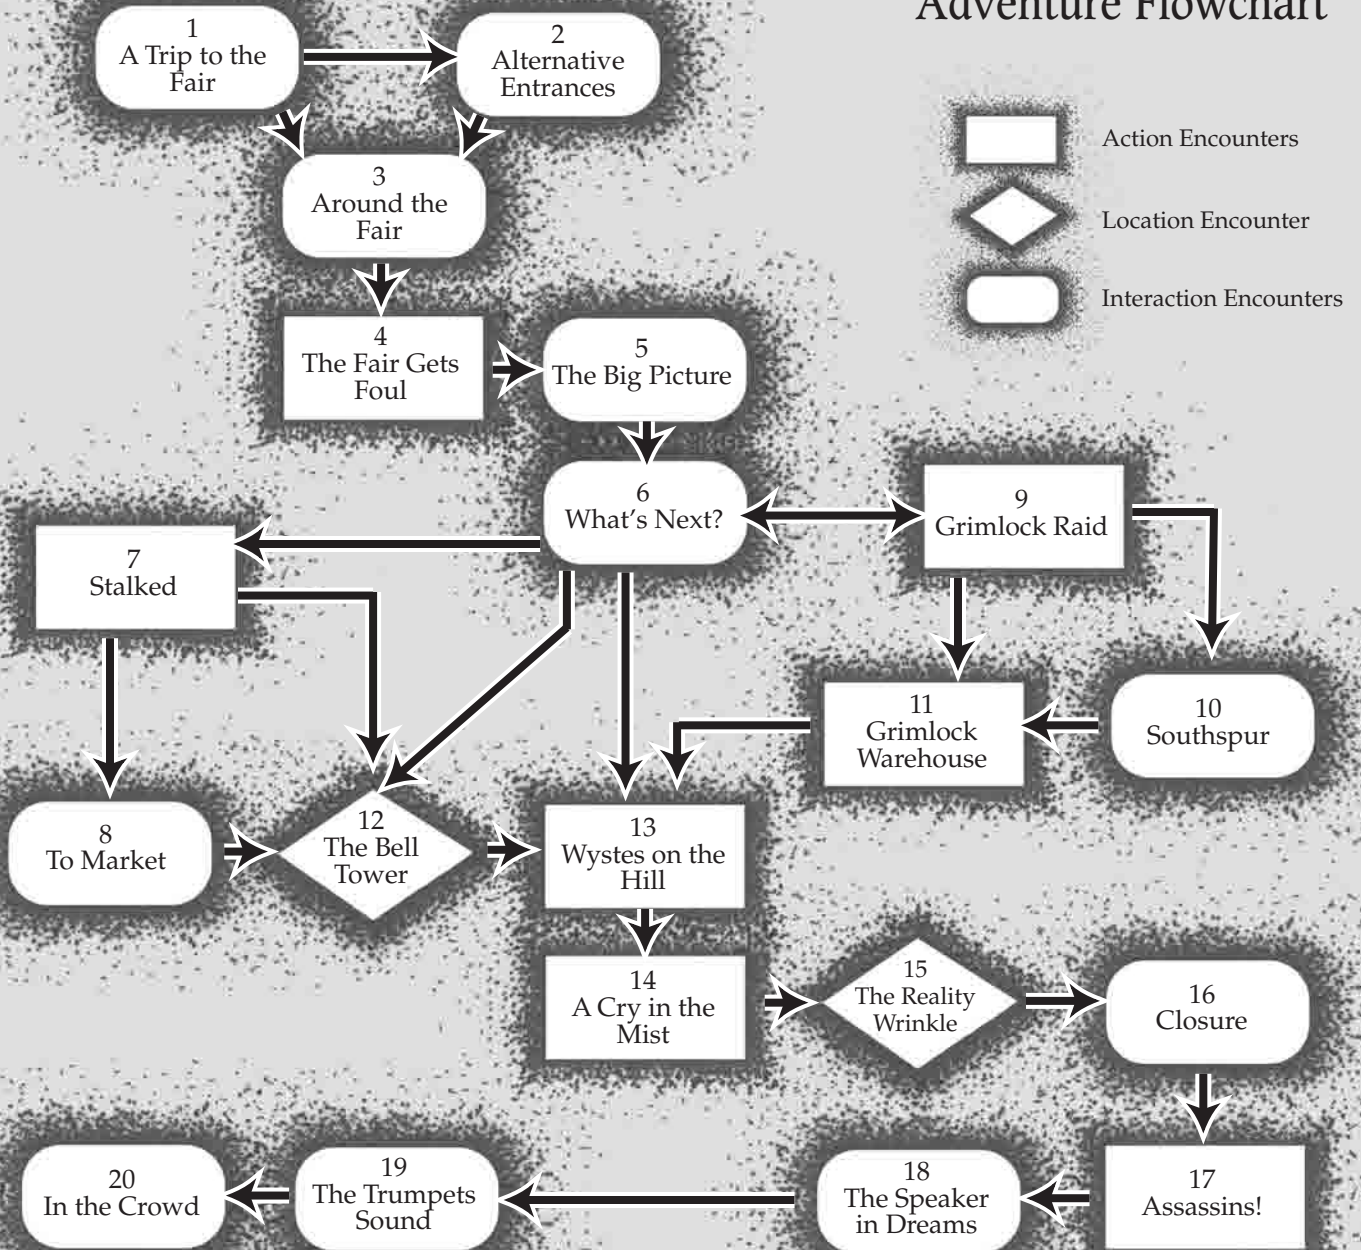 Adventure Flowchart
1
A Trip to the
Fair
2
Alternative
Entrances
Action Encounters
Location Encounter
Interaction Encounters
3
Around the
Fair
4
The Fair Gets
Foul
5
The Big Picture
6
What's Next?
9
Grimlock Raid
7
Stalked
11
Grimlock
Warehouse
10
Southspur
8
To Market
12
The Bell
Tower
13
Wystes on the
Hill
14
A Cry in the
Mist
15
The Reality
Wrinkle
16
Closure
17
Assassins!
18
The Speaker
in Dreams
19
The Trumpets
Sound
20
In the Crowd